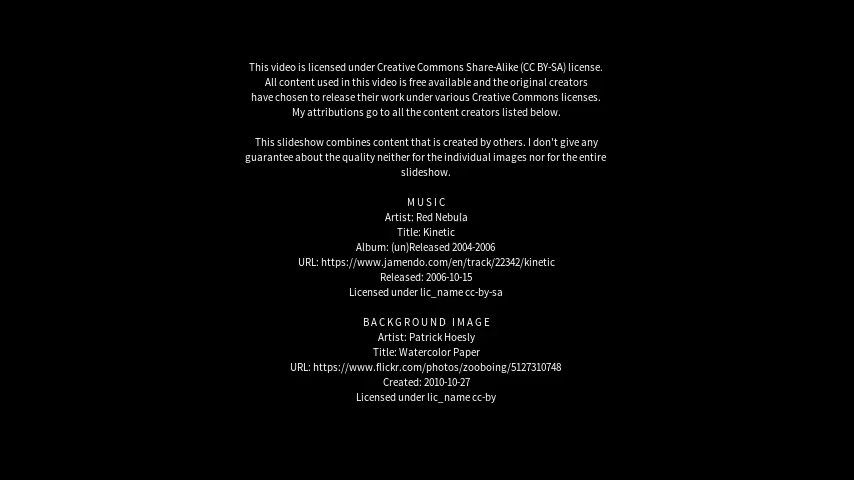 This video is licensed under Creative Commons Share-Alike (CC BY-SA) license.
All content used in this video is free available and the original creators
have chosen to release their work under various Creative Commons licenses.
My attributions go to all the content creators listed below.
This slideshow combines content that is created by others. I don't give any
guarantee about the quality neither for the individual images nor for the entire
slideshow.
MUSIC
Artist: Red Nebula
Title: Kinetic
Album: (un)Released 2004-2006
URL: https://www.jamendo.com/en/track/22342/kinetic
Released: 2006-10-15
Licensed under lic_name cc-by-sa
BACKGROUND IMAGE
Artist: Patrick Hoesly
Title: Watercolor Paper
URL: https://www.flickr.com/photos/zooboing/5127310748
Created: 2010-10-27
Licensed under lic_name cc-by